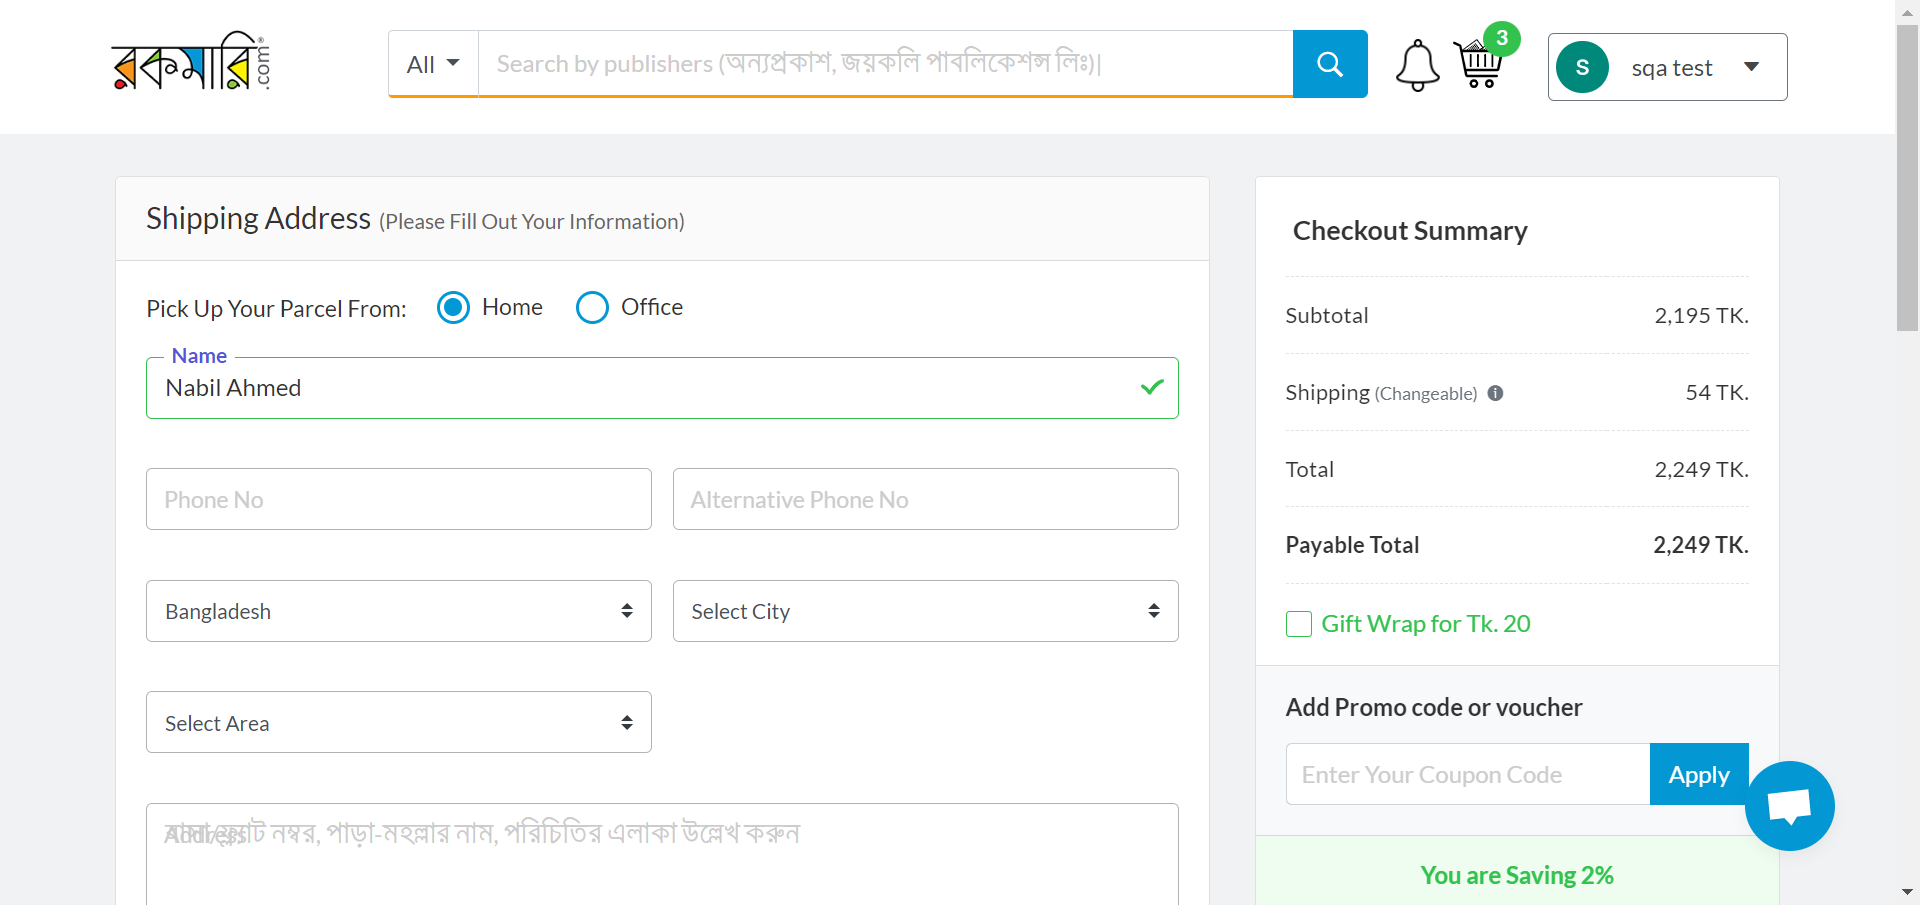 রকমারি.com®
All
Search by publishers (অন্যপ্রকাশ, জয়কলি পাবলিকেশন্স লিঃ)|
3
S
sqa test
Shipping Address (Please Fill Out Your Information)
Pick Up Your Parcel From:
Home
Office
Name
Nabil Ahmed
Phone No
Alternative Phone No
Bangladesh
Select City
Select Area
Address
নম্বর, পাড়া-মহল্লার নাম, পরিচিতির এলাকা উল্লেখ করুন
Checkout Summary
Subtotal 2,195 TK.
Shipping (Changeable) 54 TK.
Total 2,249 TK.
Payable Total 2,249 TK.
Gift Wrap for Tk. 20
Add Promo code or voucher
Enter Your Coupon Code
Apply
You are Saving 2%